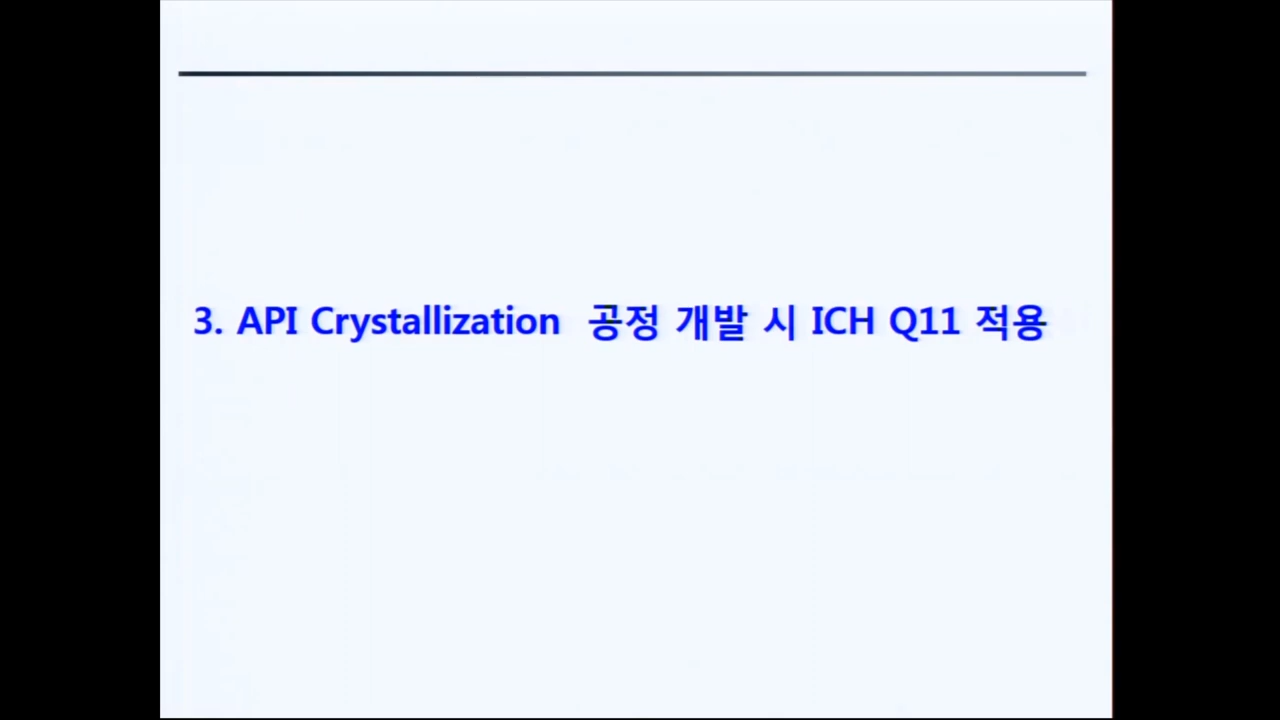 3. API Crystallization 공정 개발 시 ICH Q11 적용